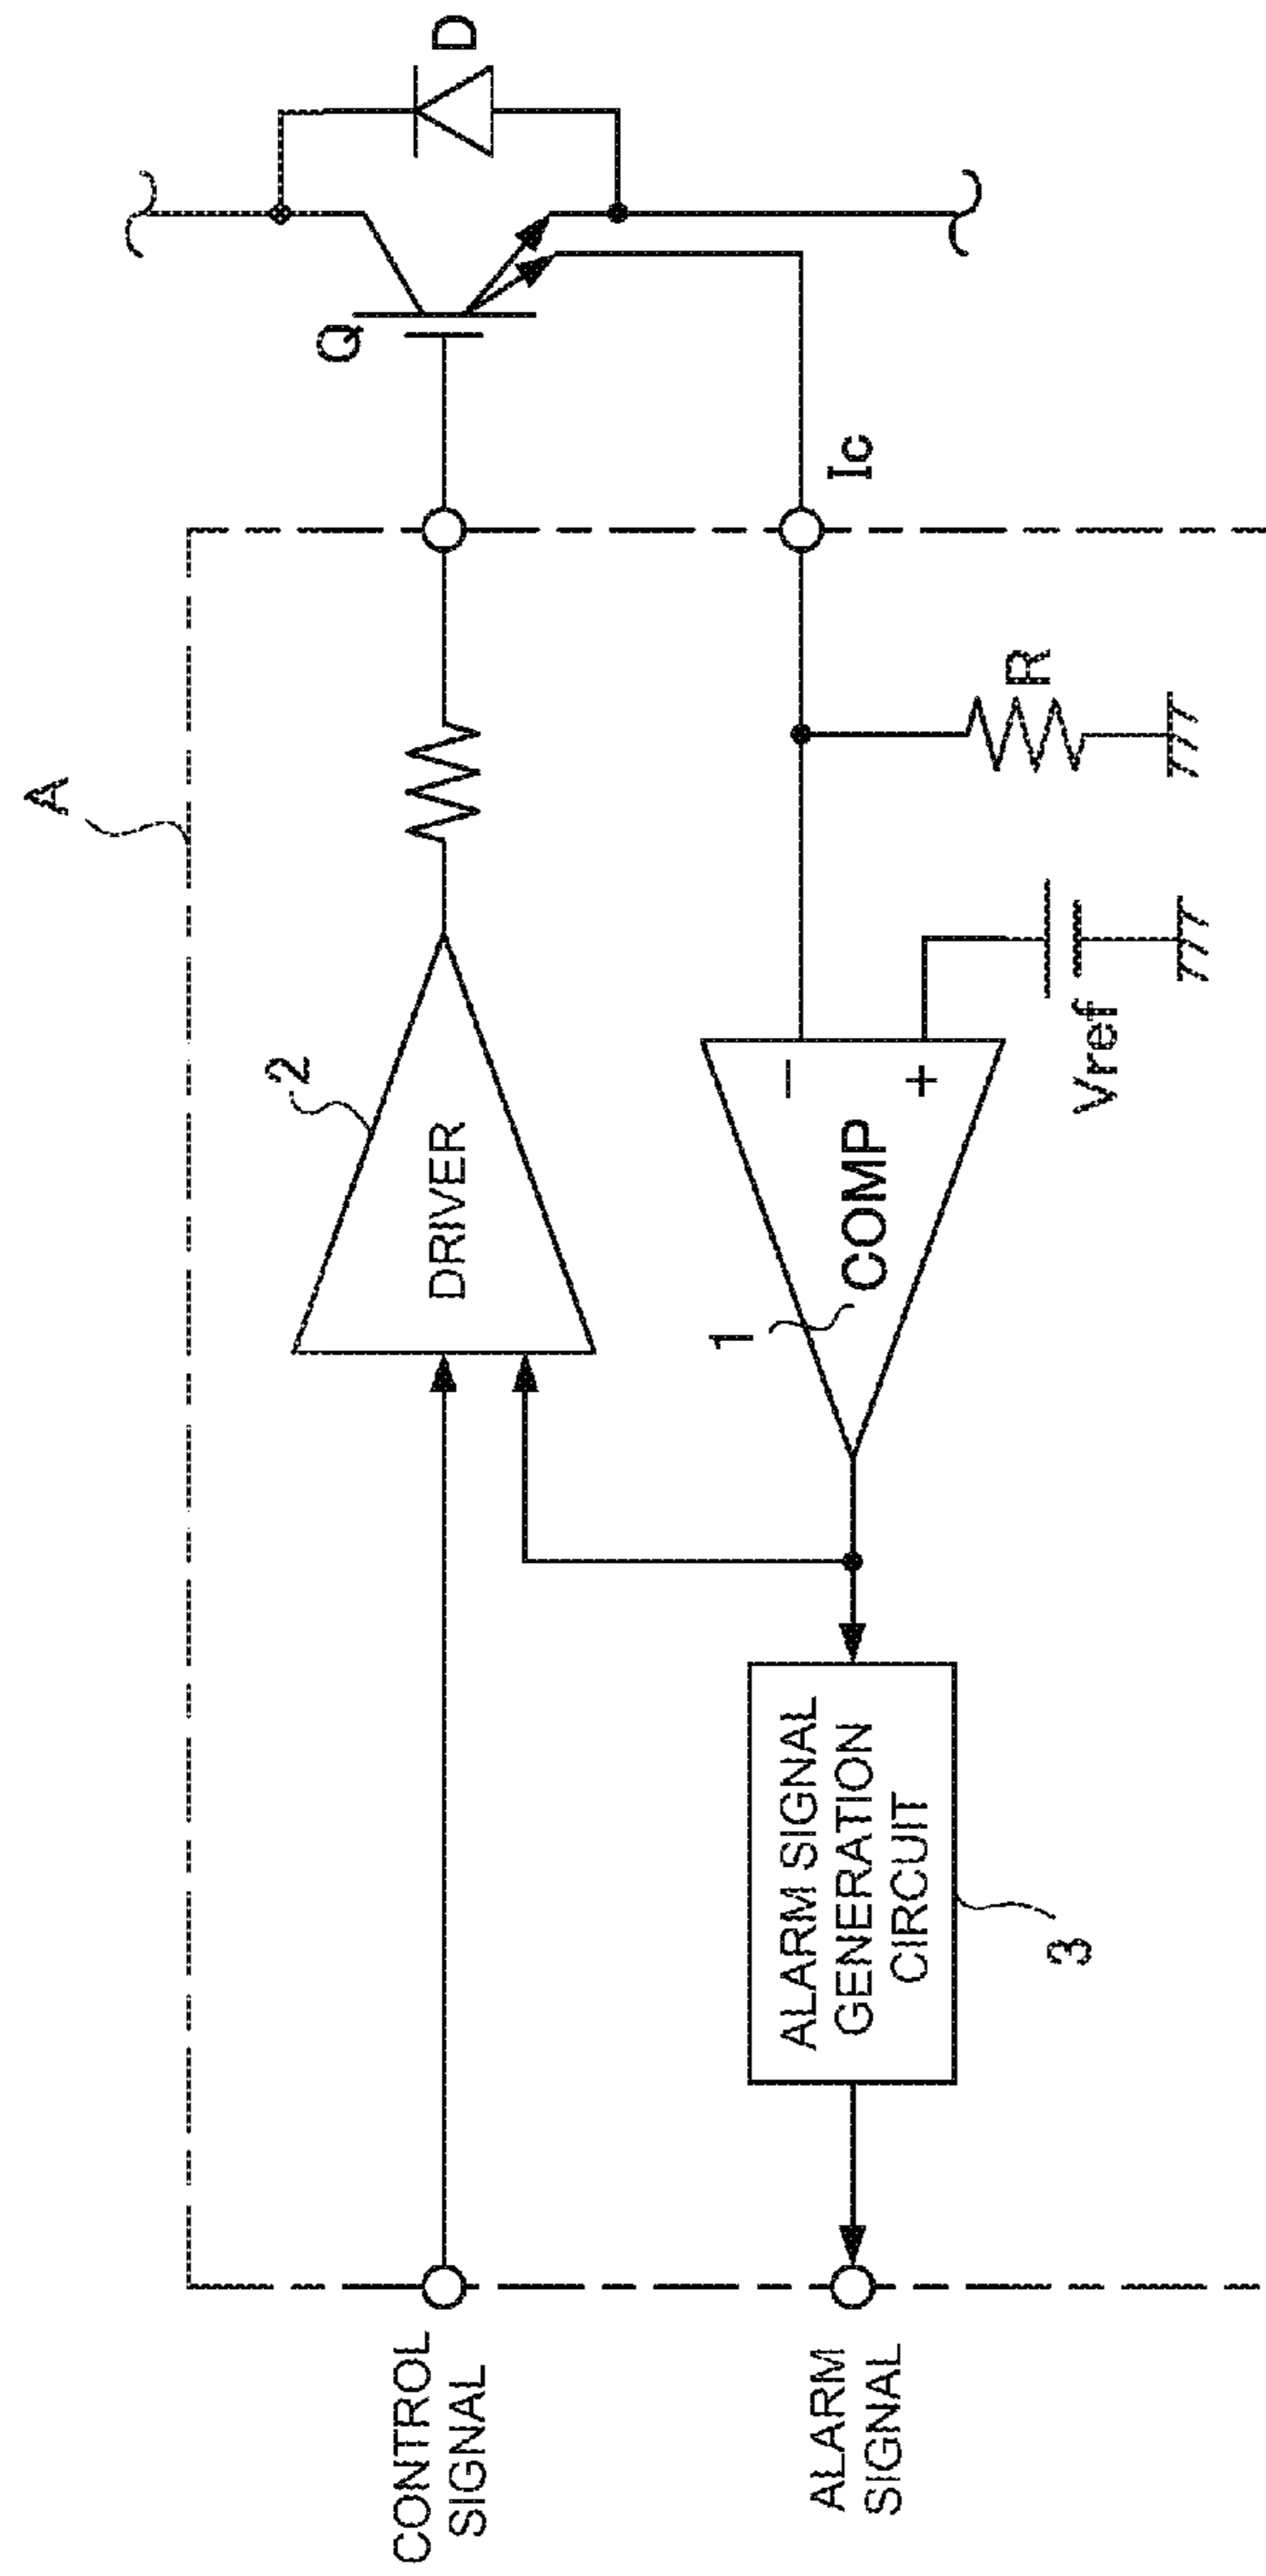 A
D
Q
2
DRIVER
CONTROL
SIGNAL
Ic
R
1
COMP
−
+
Vref
ALARM SIGNAL
GENERATION
CIRCUIT
3
ALARM
SIGNAL